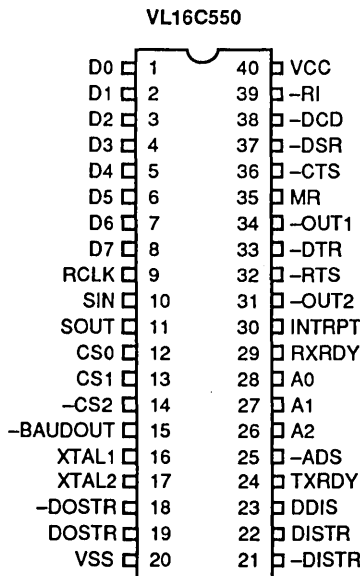 VL16C550
D0 1 40 VCC
D1 2 39 -RI
D2 3 38 -DCD
D3 4 37 -DSR
D4 5 36 -CTS
D5 6 35 MR
D6 7 34 -OUT1
D7 8 33 -DTR
RCLK 9 32 -RTS
SIN 10 31 -OUT2
SOUT 11 30 INTRPT
CS0 12 29 RXRDY
CS1 13 28 A0
-CS2 14 27 A1
-BAUDOUT 15 26 A2
XTAL1 16 25 -ADS
XTAL2 17 24 TXRDY
-DOSTR 18 23 DDIS
DOSTR 19 22 DISTR
VSS 20 21 -DISTR